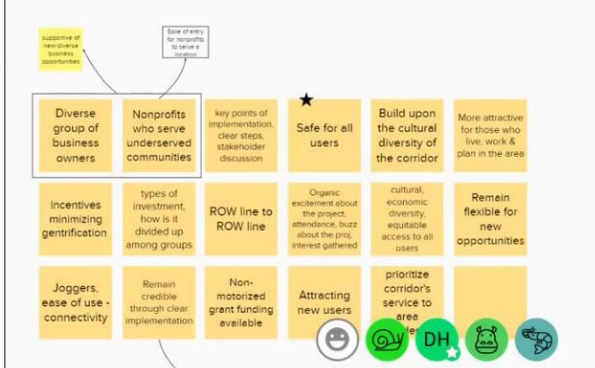 supportive of
new diverse
business
opportunities
Ease of entry
for nonprofits
to serve a
location
Diverse
group of
business
owners
Nonprofits
who serve
underserved
communities
key points of
implementation,
clear steps,
stakeholder
discussion
Safe for all
users
Build upon
the cultural
diversity of
the corridor
More attractive
for those who
live, work &
plan in the area
Incentives
minimizing
gentrification
types of
investment,
how is it
divided up
among groups
ROW line to
ROW line
Organic
excitement about
the project,
attendance, buzz
about the proj,
interest gathered
cultural,
economic
diversity,
equitable
access to all
users
Remain
flexible for
new
opportunities
Joggers,
ease of use -
connectivity
Remain
credible
through clear
implementation
Non-
motorized
grant funding
available
Attracting
new users
prioritize
corridor's
service to
area
DH